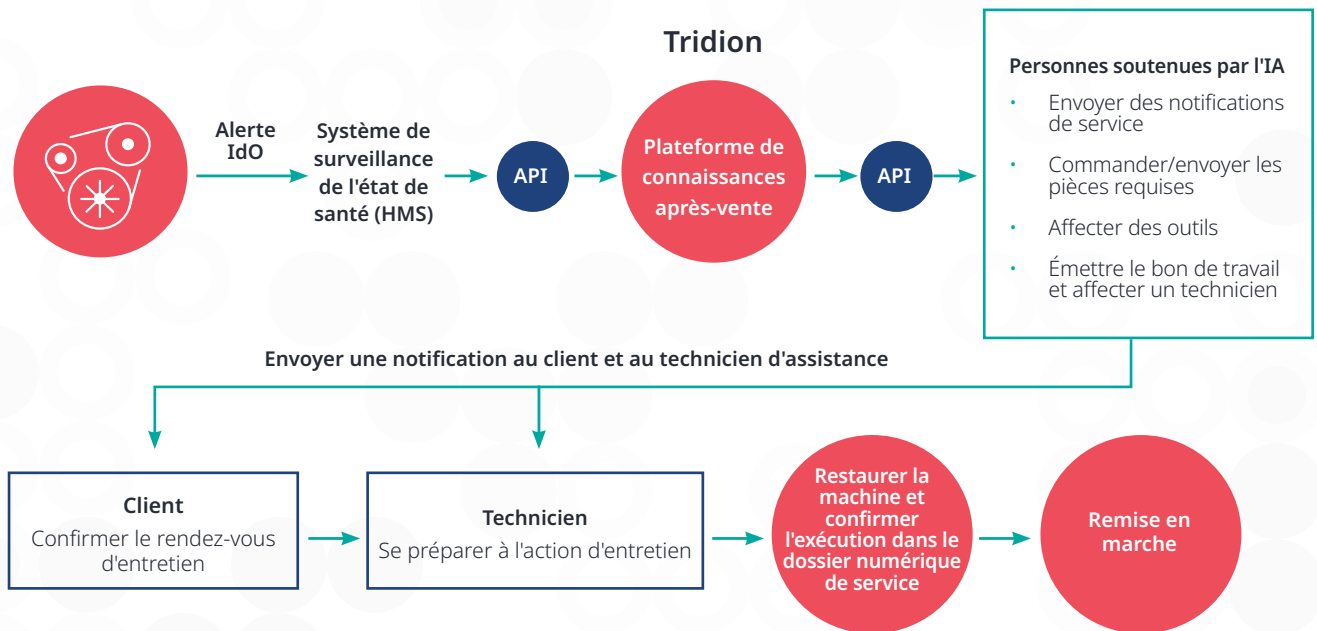 Tridion
Alerte
IdO
Système de
surveillance
de l'état de
santé (HMS)
API
Plateforme de
connaissances
après-vente
API
Personnes soutenues par l'IA
• Envoyer des notifications
de service
• Commander/envoyer les
pièces requises
• Affecter des outils
• Émettre le bon de travail
et affecter un technicien
Envoyer une notification au client et au technicien d'assistance
Client
Confirmer le rendez-vous
d'entretien
Technicien
Se préparer à l'action d'entretien
Restaurer la
machine et
confirmer
l'exécution dans le
dossier numérique
de service
Remise en
marche